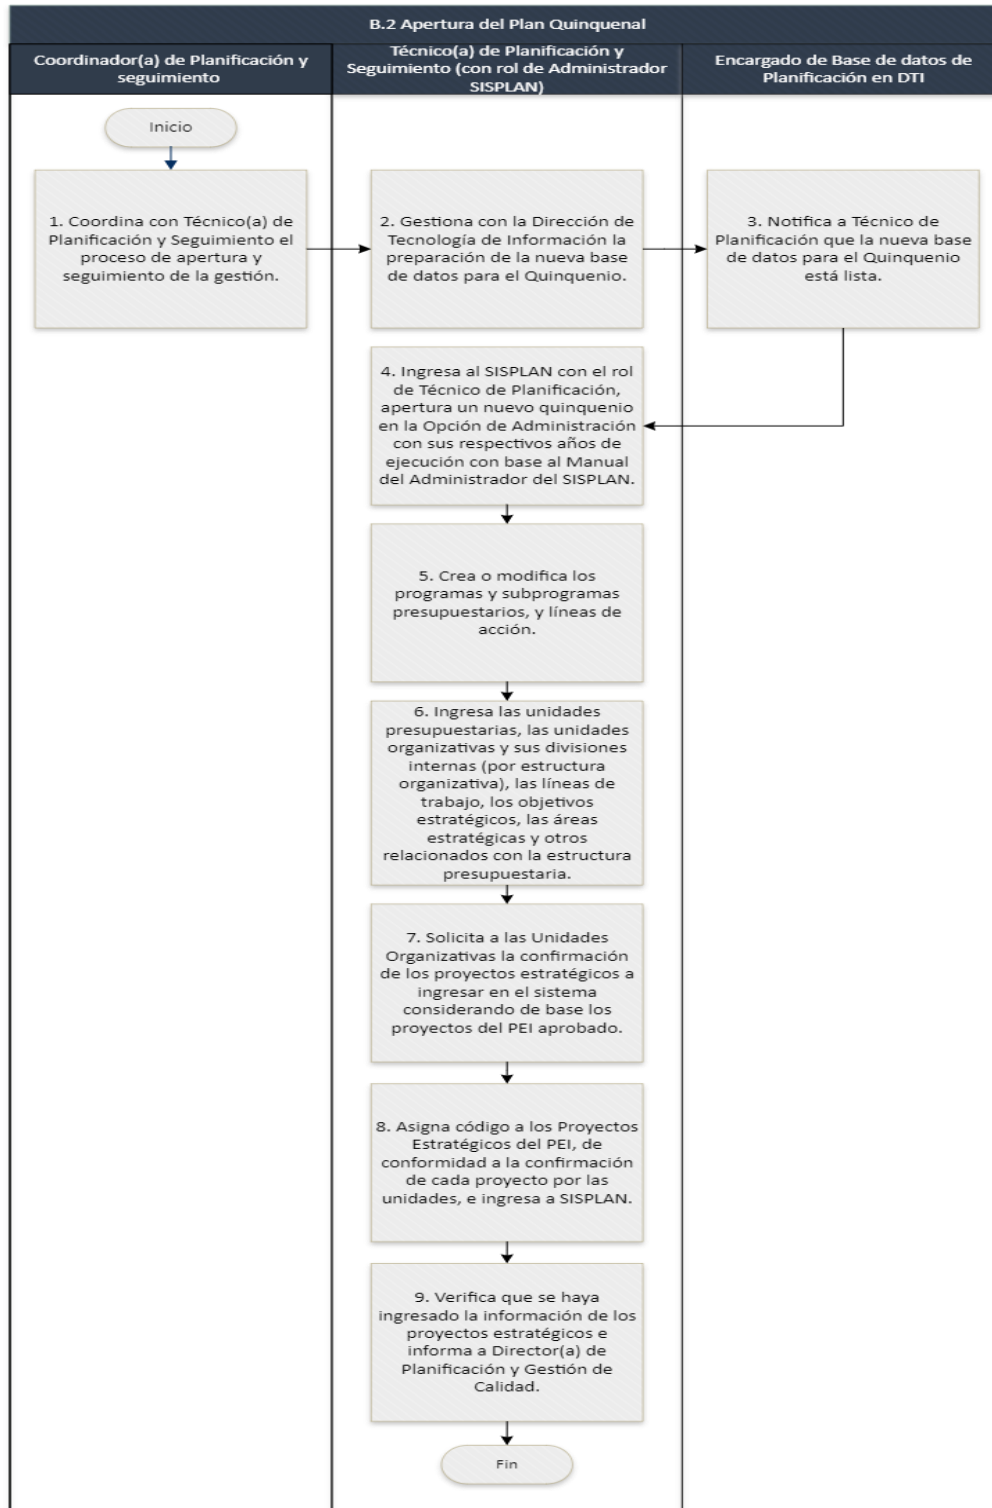 B.2 Apertura del Plan Quinquenal
Coordinador(a) de Planificación y
seguimiento
Técnico(a) de Planificación y
Seguimiento (con rol de Administrador
SISPLAN)
Encargado de Base de datos de
Planificación en DTI
Inicio
1. Coordina con Técnico(a) de
Planificación y Seguimiento el
proceso de apertura y
seguimiento de la gestión.
2. Gestiona con la Dirección de
Tecnología de Información la
preparación de la nueva base
de datos para el Quinquenio.
3. Notifica a Técnico de
Planificación que la nueva base
de datos para el Quinquenio
está lista.
4. Ingresa al SISPLAN con el rol
de Técnico de Planificación,
apertura un nuevo quinquenio
en la Opción de Administración
con sus respectivos años de
ejecución con base al Manual
del Administrador del SISPLAN.
5. Crea o modifica los
programas y subprogramas
presupuestarios, y líneas de
acción.
6. Ingresa las unidades
presupuestarias, las unidades
organizativas y sus divisiones
internas (por estructura
organizativa), las líneas de
trabajo, los objetivos
estratégicos, las áreas
estratégicas y otros
relacionados con la estructura
presupuestaria.
7. Solicita a las Unidades
Organizativas la confirmación
de los proyectos estratégicos a
ingresar en el sistema
considerando de base los
proyectos del PEI aprobado.
8. Asigna código a los Proyectos
Estratégicos del PEI, de
conformidad a la confirmación
de cada proyecto por las
unidades, e ingresa a SISPLAN.
9. Verifica que se haya
ingresado la información de los
proyectos estratégicos e
informa a Director(a) de
Planificación y Gestión de
Calidad.
Fin